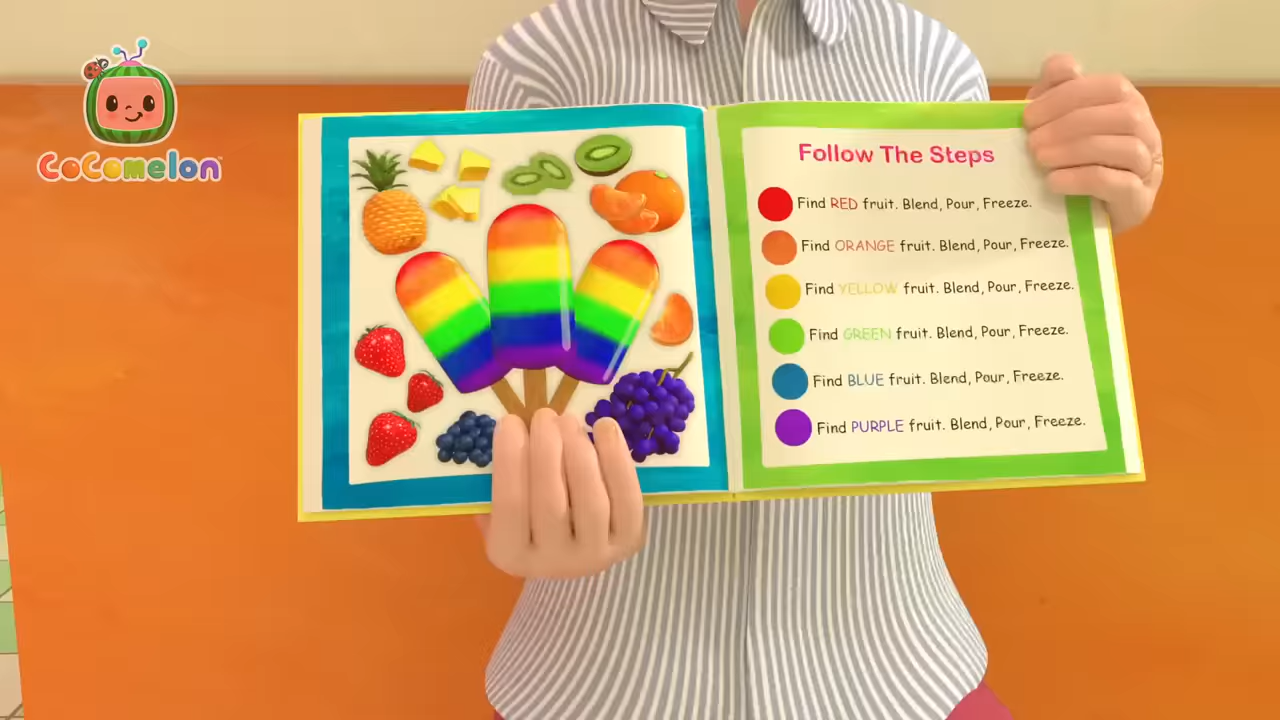 CoComelon
Follow The Steps
Find RED fruit. Blend, Pour, Freeze.
Find ORANGE fruit. Blend, Pour, Freeze.
Find YELLOW fruit. Blend, Pour, Freeze.
Find GREEN fruit. Blend, Pour, Freeze.
Find BLUE fruit. Blend, Pour, Freeze.
Find PURPLE fruit. Blend, Pour, Freeze.